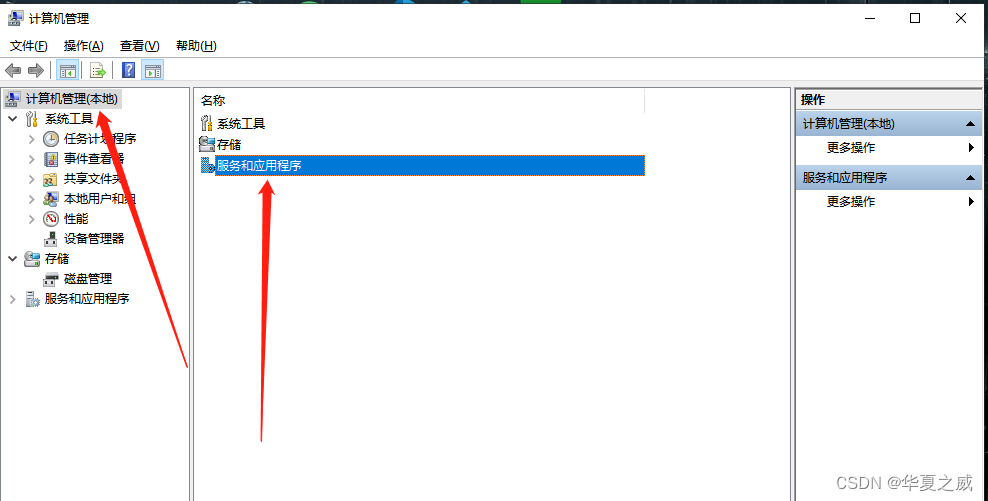 计算机管理
文件(F) 操作(A) 查看(V) 帮助(H)
计算机管理(本地)
系统工具
任务计划程序
事件查看器
共享文件夹
本地用户和组
性能
设备管理器
存储
磁盘管理
服务和应用程序
名称
系统工具
存储
服务和应用程序
操作
计算机管理(本地)
更多操作
服务和应用程序
更多操作
CSDN @华夏之威